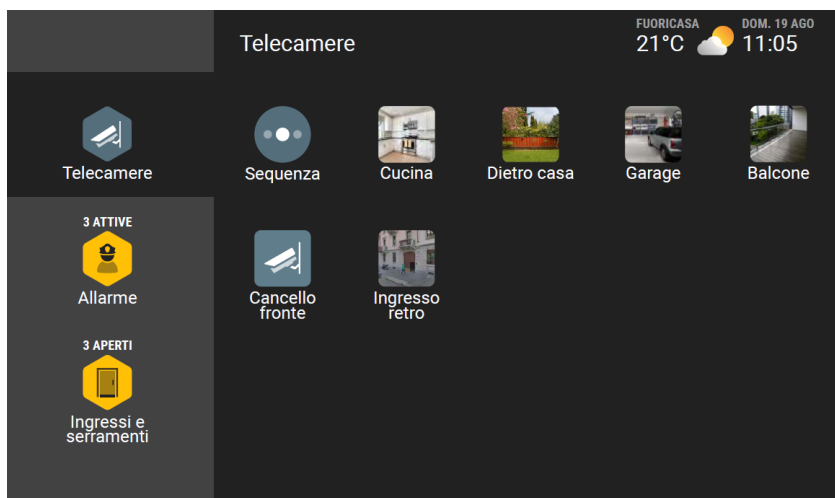 Telecamere
FUORICASA
21°C
DOM. 19 AGO
11:05
Telecamere
Sequenza
Cucina
Dietro casa
Garage
Balcone
3 ATTIVE
Allarme
Cancello
fronte
Ingresso
retro
3 APERTI
Ingressi e
serramenti